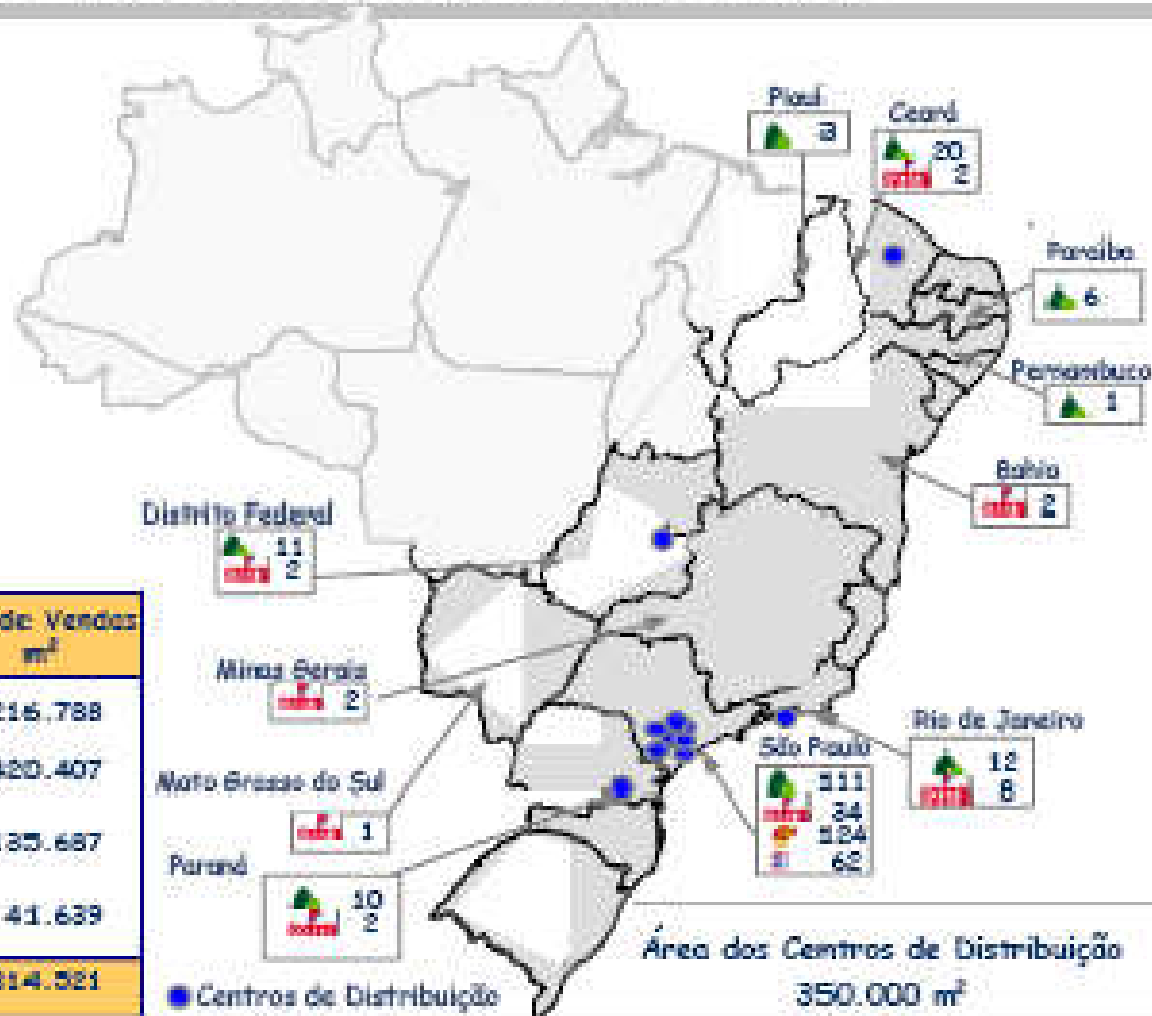 Piauí
3
Ceará
20
2
Paraíba
6
Pernambuco
1
Bahia
2
Distrito Federal
11
2
de Vendas
m²
216.788
420.407
135.687
41.639
814.521
Minas Gerais
2
Mato Grosso do Sul
1
Paraná
10
2
São Paulo
111
34
124
62
Rio de Janeiro
12
8
Área dos Centros de Distribuição
350.000 m²
Centros de Distribuição